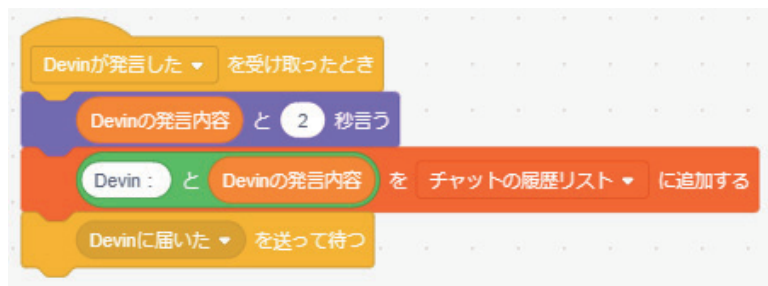 Devinが発言した を受け取ったとき
Devinの発言内容 と 2 秒言う
Devin： と Devinの発言内容 を チャットの履歴リスト に追加する
Devinに届いた を送って待つ